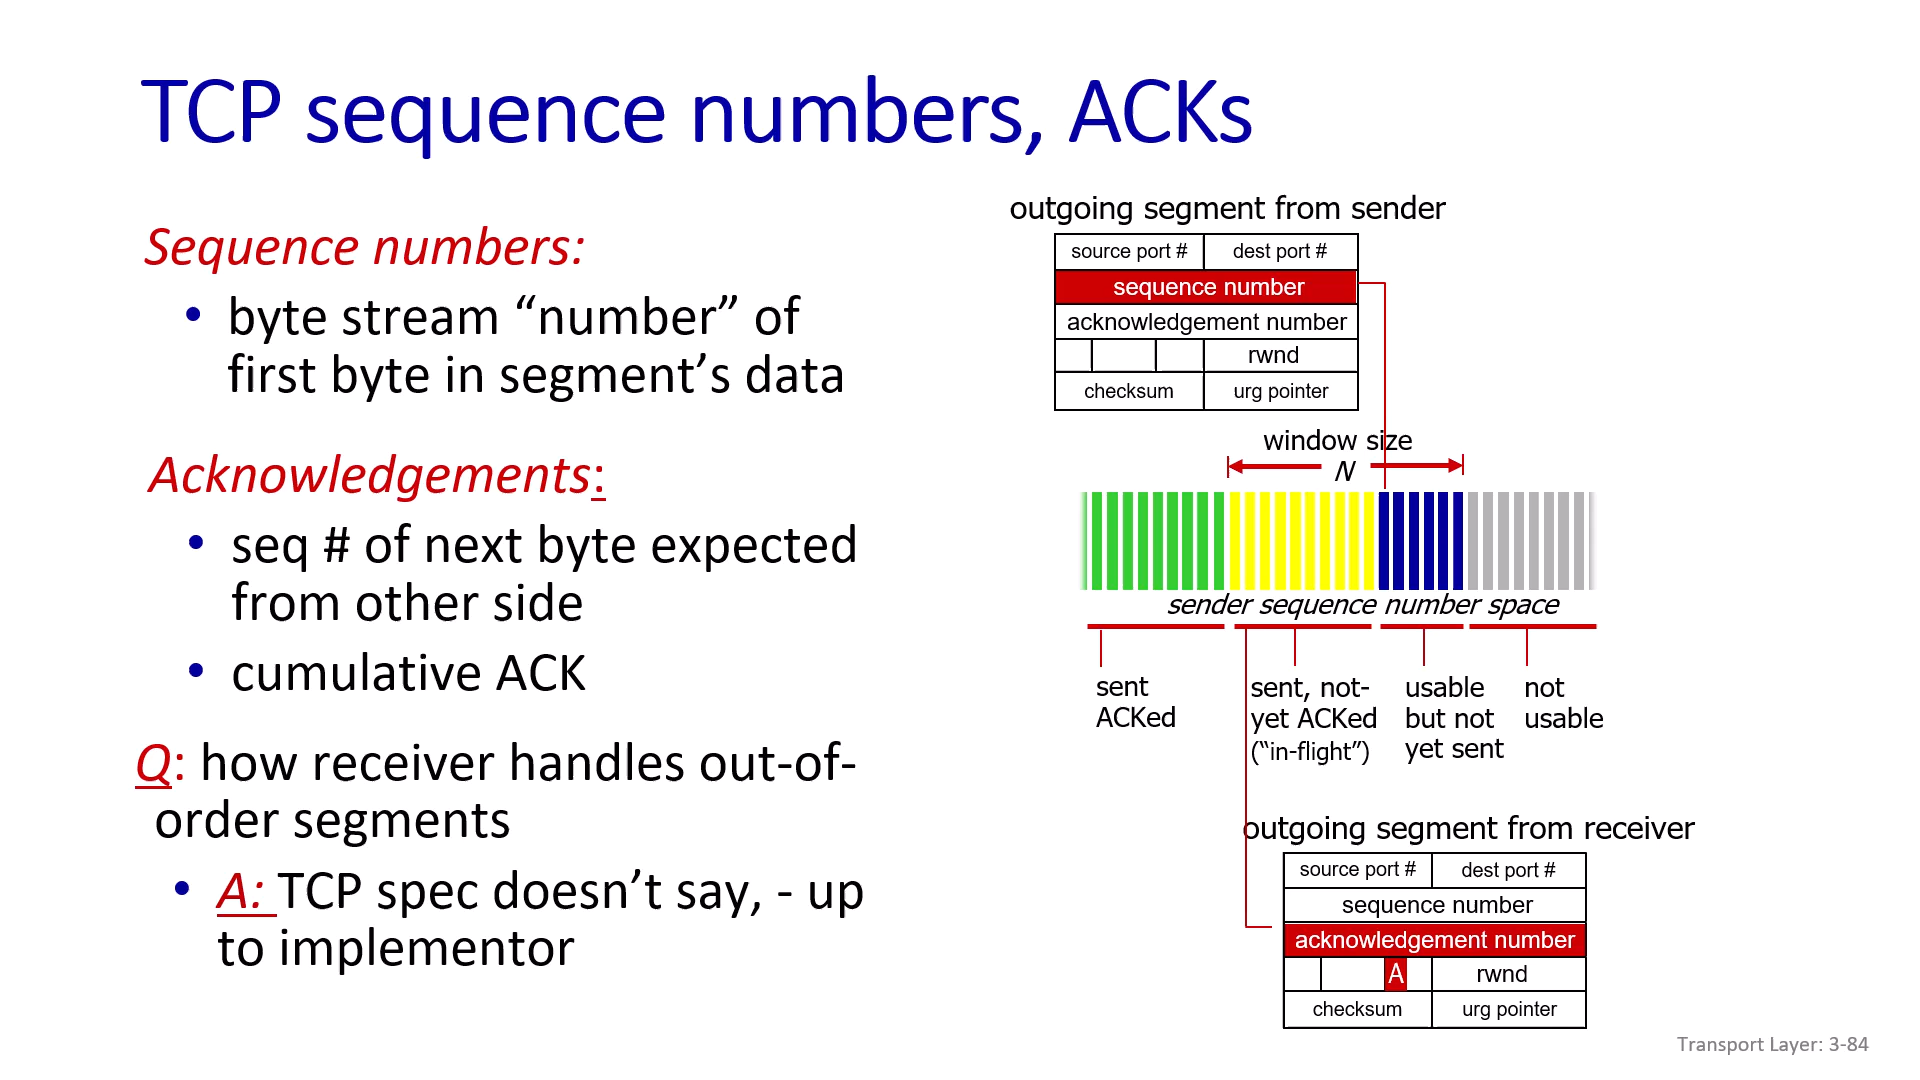 TCP sequence numbers, ACKs
Sequence numbers:
• byte stream “number” of
first byte in segment’s data
Acknowledgements:
• seq # of next byte expected
from other side
• cumulative ACK
Q: how receiver handles out-of-
order segments
• A: TCP spec doesn’t say, - up
to implementor
outgoing segment from sender
source port # dest port #
sequence number
acknowledgement number
rwnd
checksum urg pointer
window size
N
sender sequence number space
sent
ACKed
sent, not-
yet ACKed
(“in-flight”)
usable
but not
yet sent
not
usable
outgoing segment from receiver
source port # dest port #
sequence number
acknowledgement number
A rwnd
checksum urg pointer
Transport Layer: 3-84